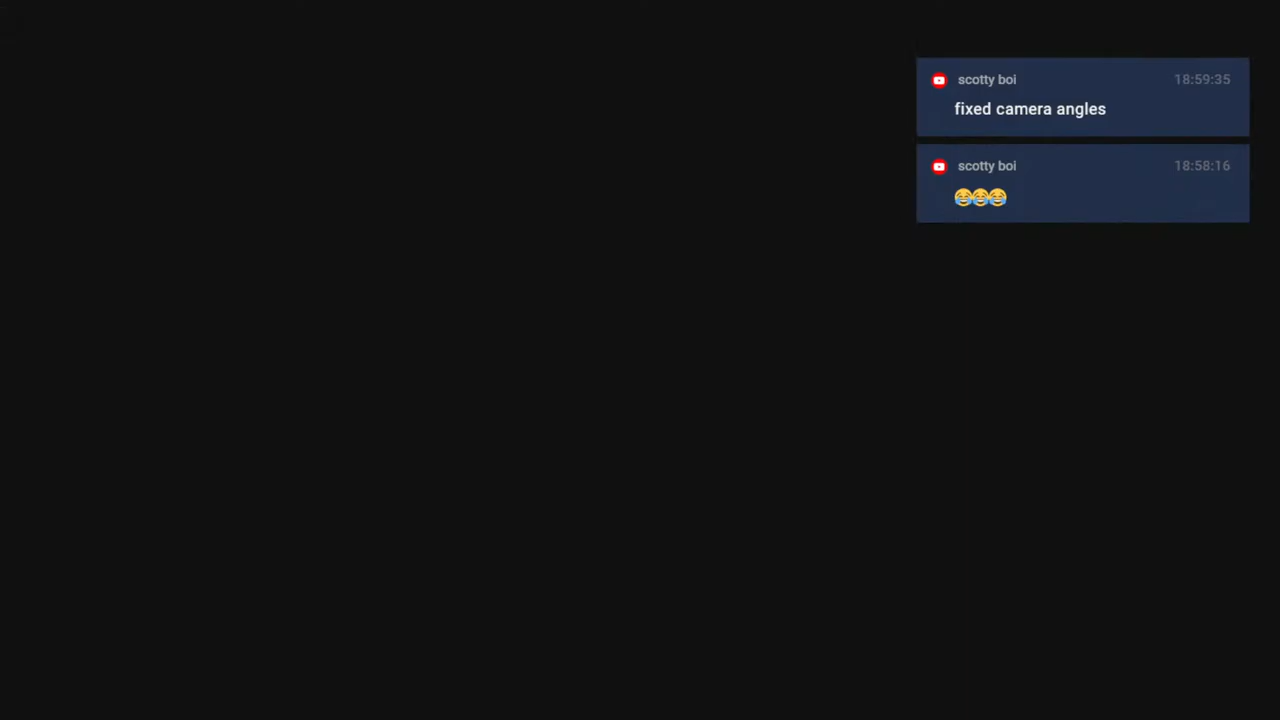 scotty boi 18:59:35
fixed camera angles
scotty boi 18:58:16
😂😂😂